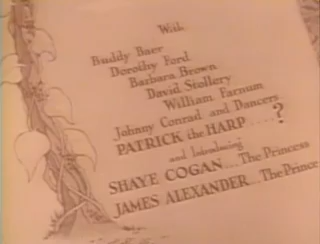 With
Buddy Baer
Dorothy Ford
Barbara Brown
David Stollery
William Farnum
Johnny Conrad and Dancers
PATRICK the HARP .....?
and Introducing
SHAYE COGAN.... The Princess
JAMES ALEXANDER... The Prince